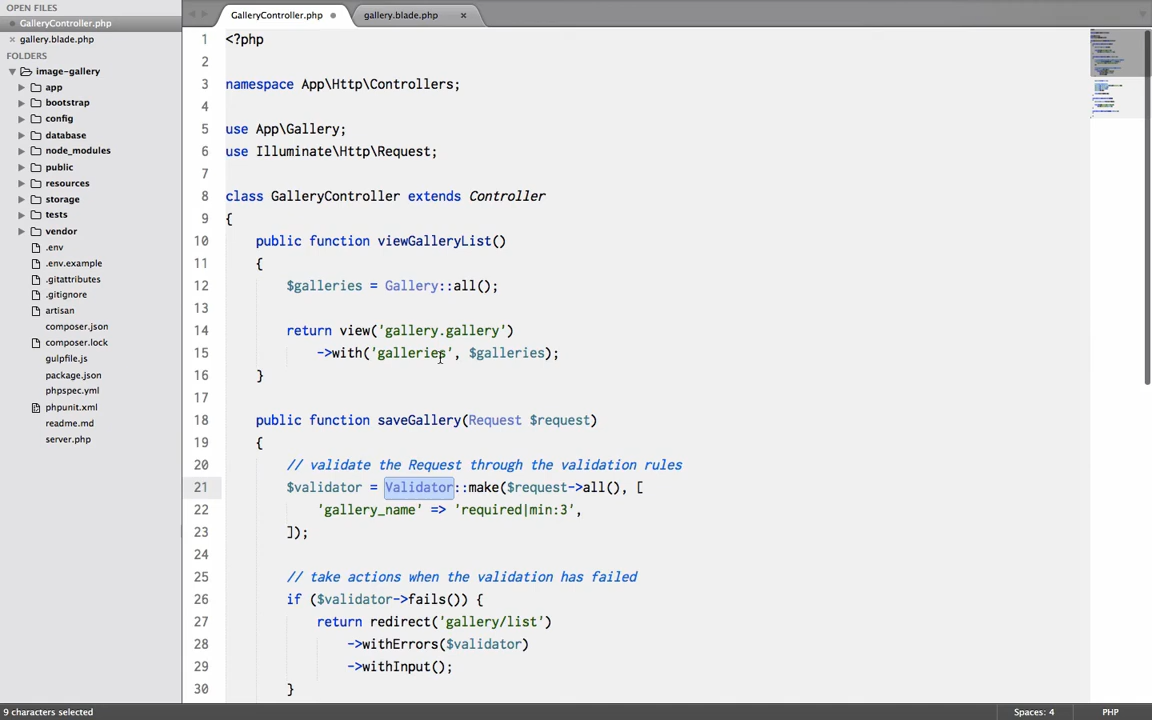 OPEN FILES
GalleryController.php
gallery.blade.php
FOLDERS
image-gallery
app
bootstrap
config
database
node_modules
public
resources
storage
tests
vendor
.env
.env.example
.gitattributes
.gitignore
artisan
composer.json
composer.lock
gulpfile.js
package.json
phpspec.yml
phpunit.xml
readme.md
server.php
GalleryController.php
gallery.blade.php
1 <?php
2
3 namespace App\Http\Controllers;
4
5 use App\Gallery;
6 use Illuminate\Http\Request;
7
8 class GalleryController extends Controller
9 {
10 public function viewGalleryList()
11 {
12 $galleries = Gallery::all();
13
14 return view('gallery.gallery')
15 ->with('galleries', $galleries);
16 }
17
18 public function saveGallery(Request $request)
19 {
20 // validate the Request through the validation rules
21 $validator = Validator::make($request->all(), [
22 'gallery_name' => 'required|min:3',
23 ]);
24
25 // take actions when the validation has failed
26 if ($validator->fails()) {
27 return redirect('gallery/list')
28 ->withErrors($validator)
29 ->withInput();
30 }
9 characters selected
Spaces: 4
PHP